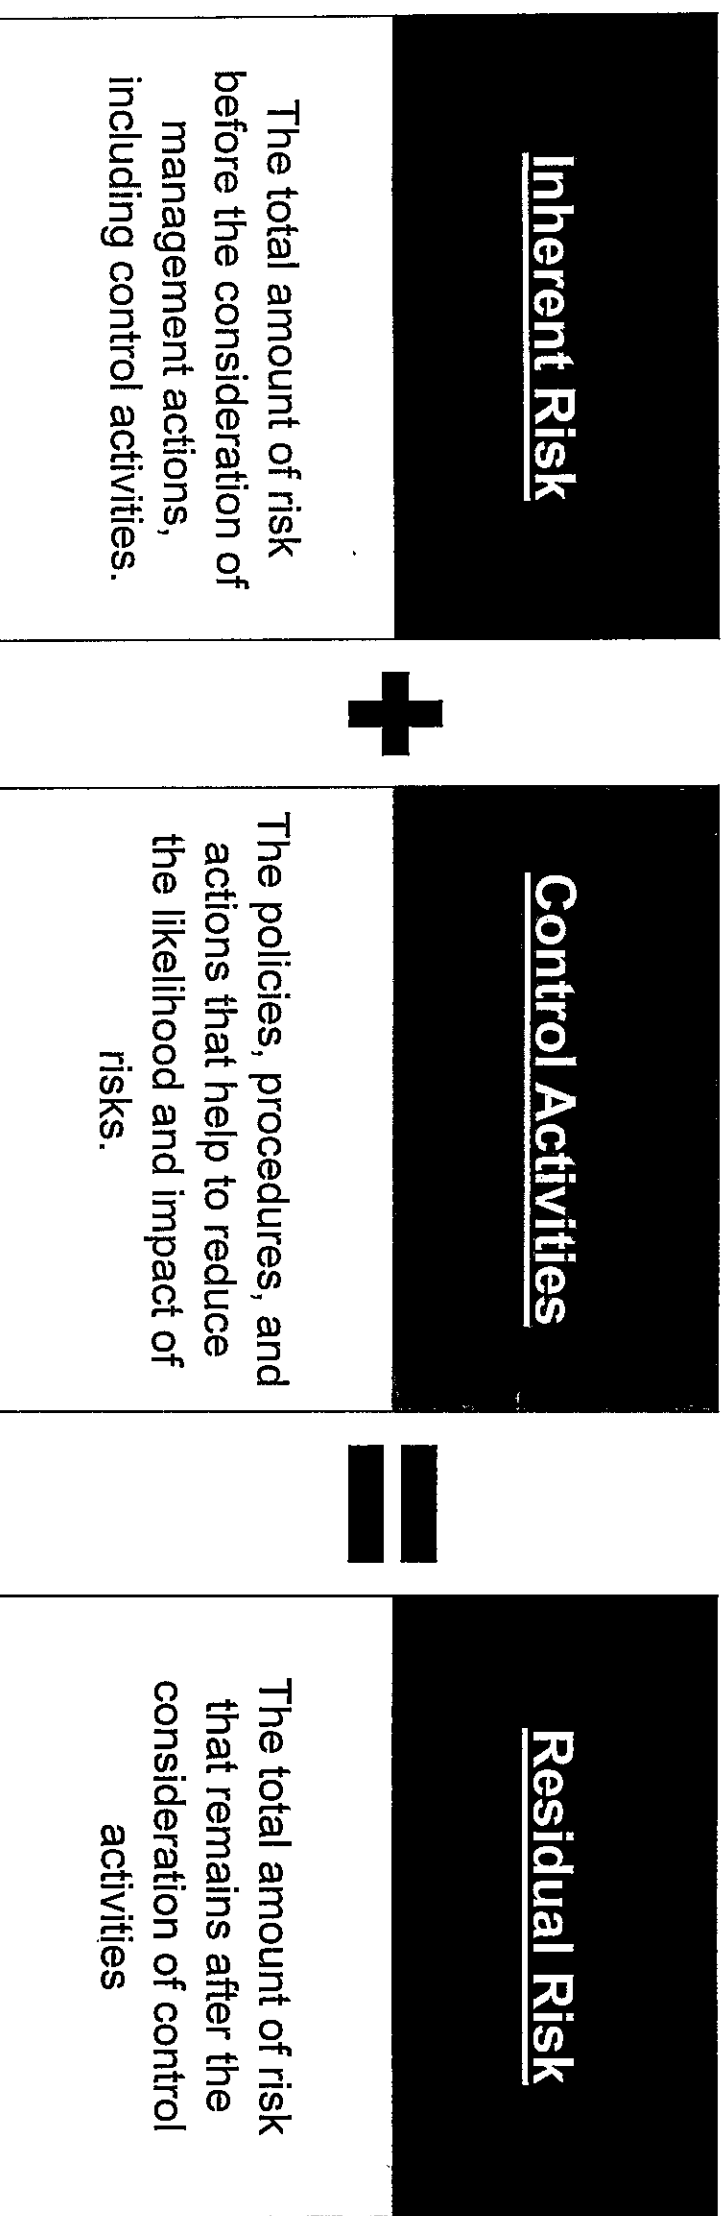 Inherent Risk
The total amount of risk
before the consideration of
management actions,
including control activities.
+
Control Activities
The policies, procedures, and
actions that help to reduce
the likelihood and impact of
risks.
=
Residual Risk
The total amount of risk
that remains after the
consideration of control
activities